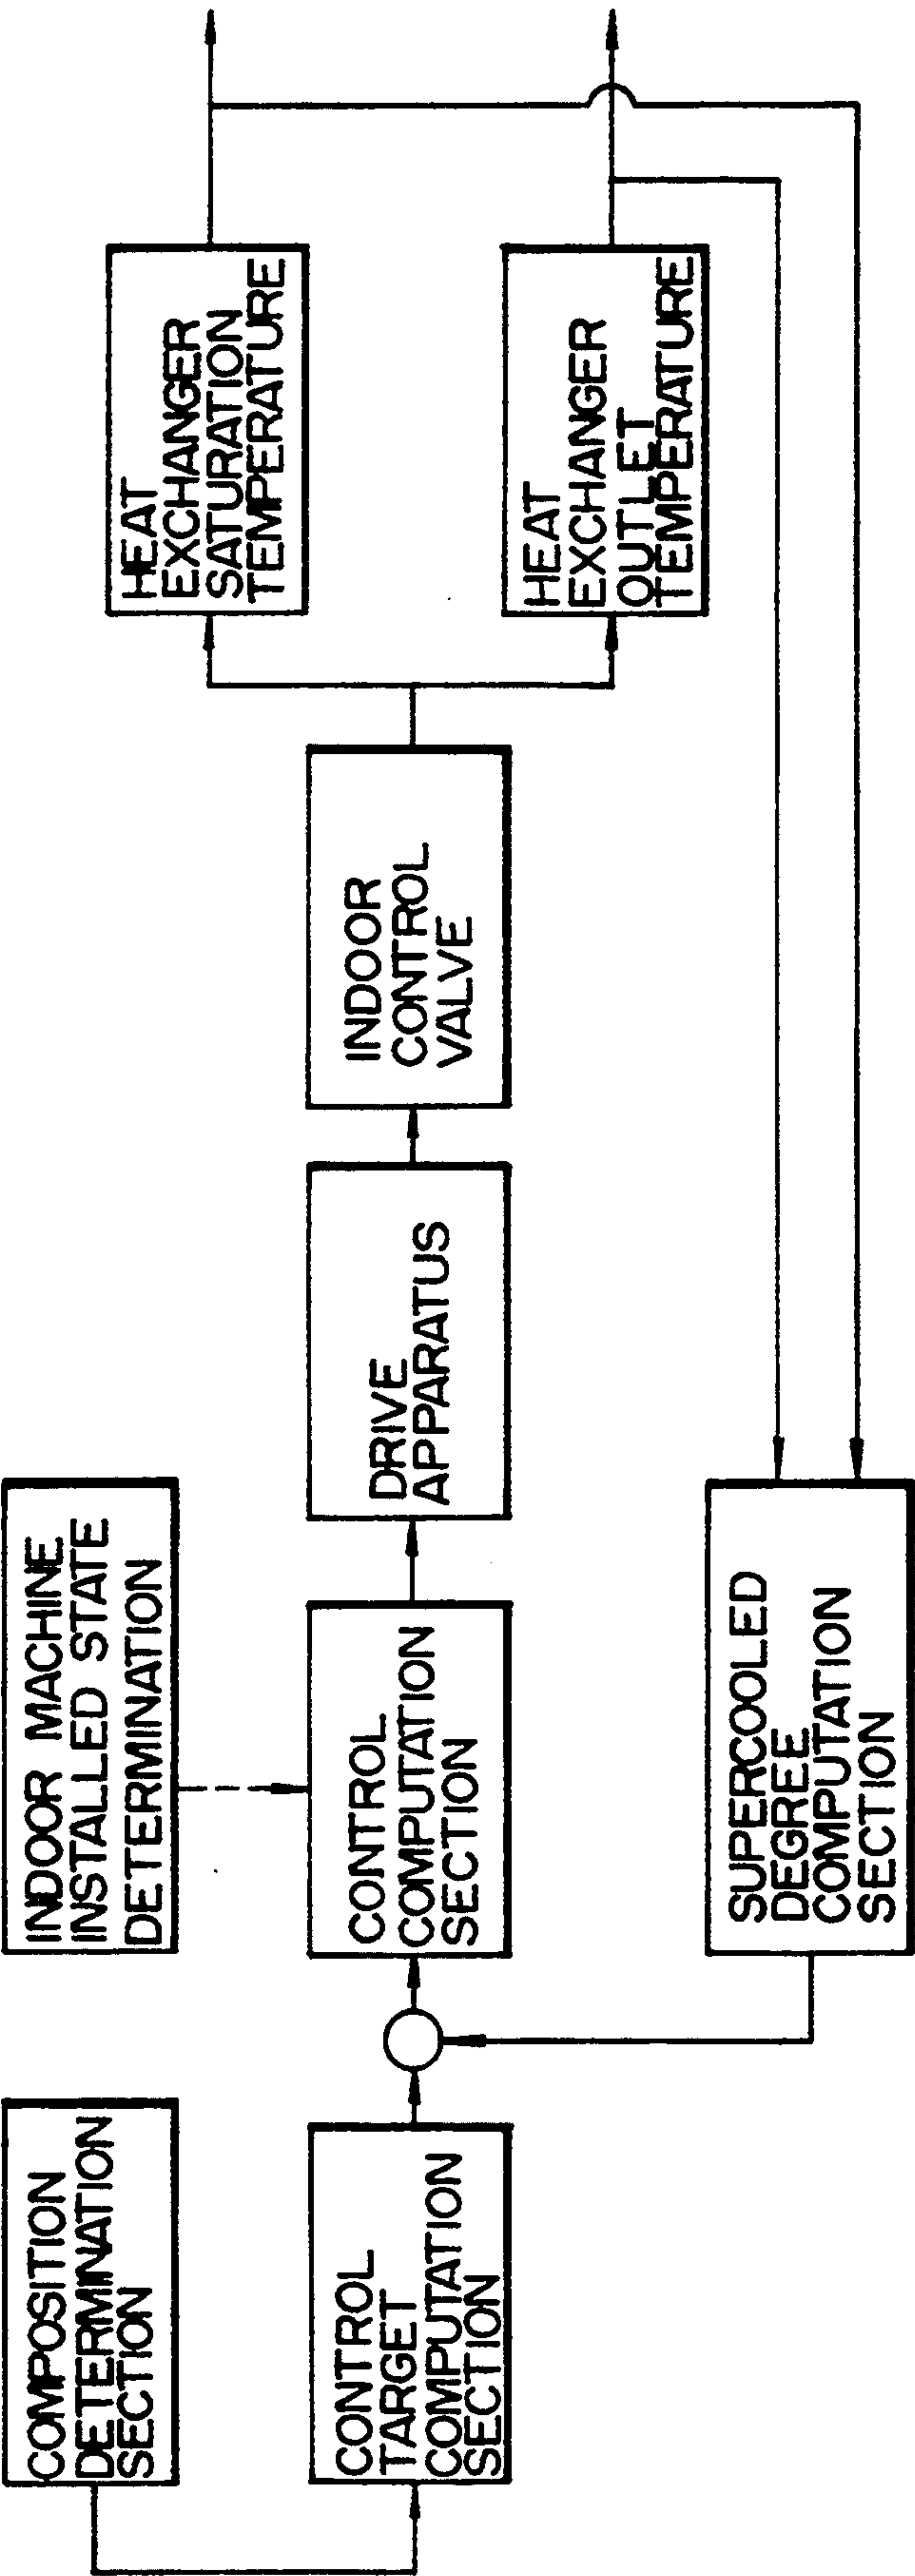 COMPOSITION
DETERMINATION
SECTION
INDOOR MACHINE
INSTALLED STATE
DETERMINATION
CONTROL
TARGET
COMPUTATION
SECTION
CONTROL
COMPUTATION
SECTION
DRIVE
APPARATUS
INDOOR
CONTROL
VALVE
HEAT
EXCHANGER
SATURATION
TEMPERATURE
HEAT
EXCHANGER
OUTLET
TEMPERATURE
SUPERCOOLED
DEGREE
COMPUTATION
SECTION